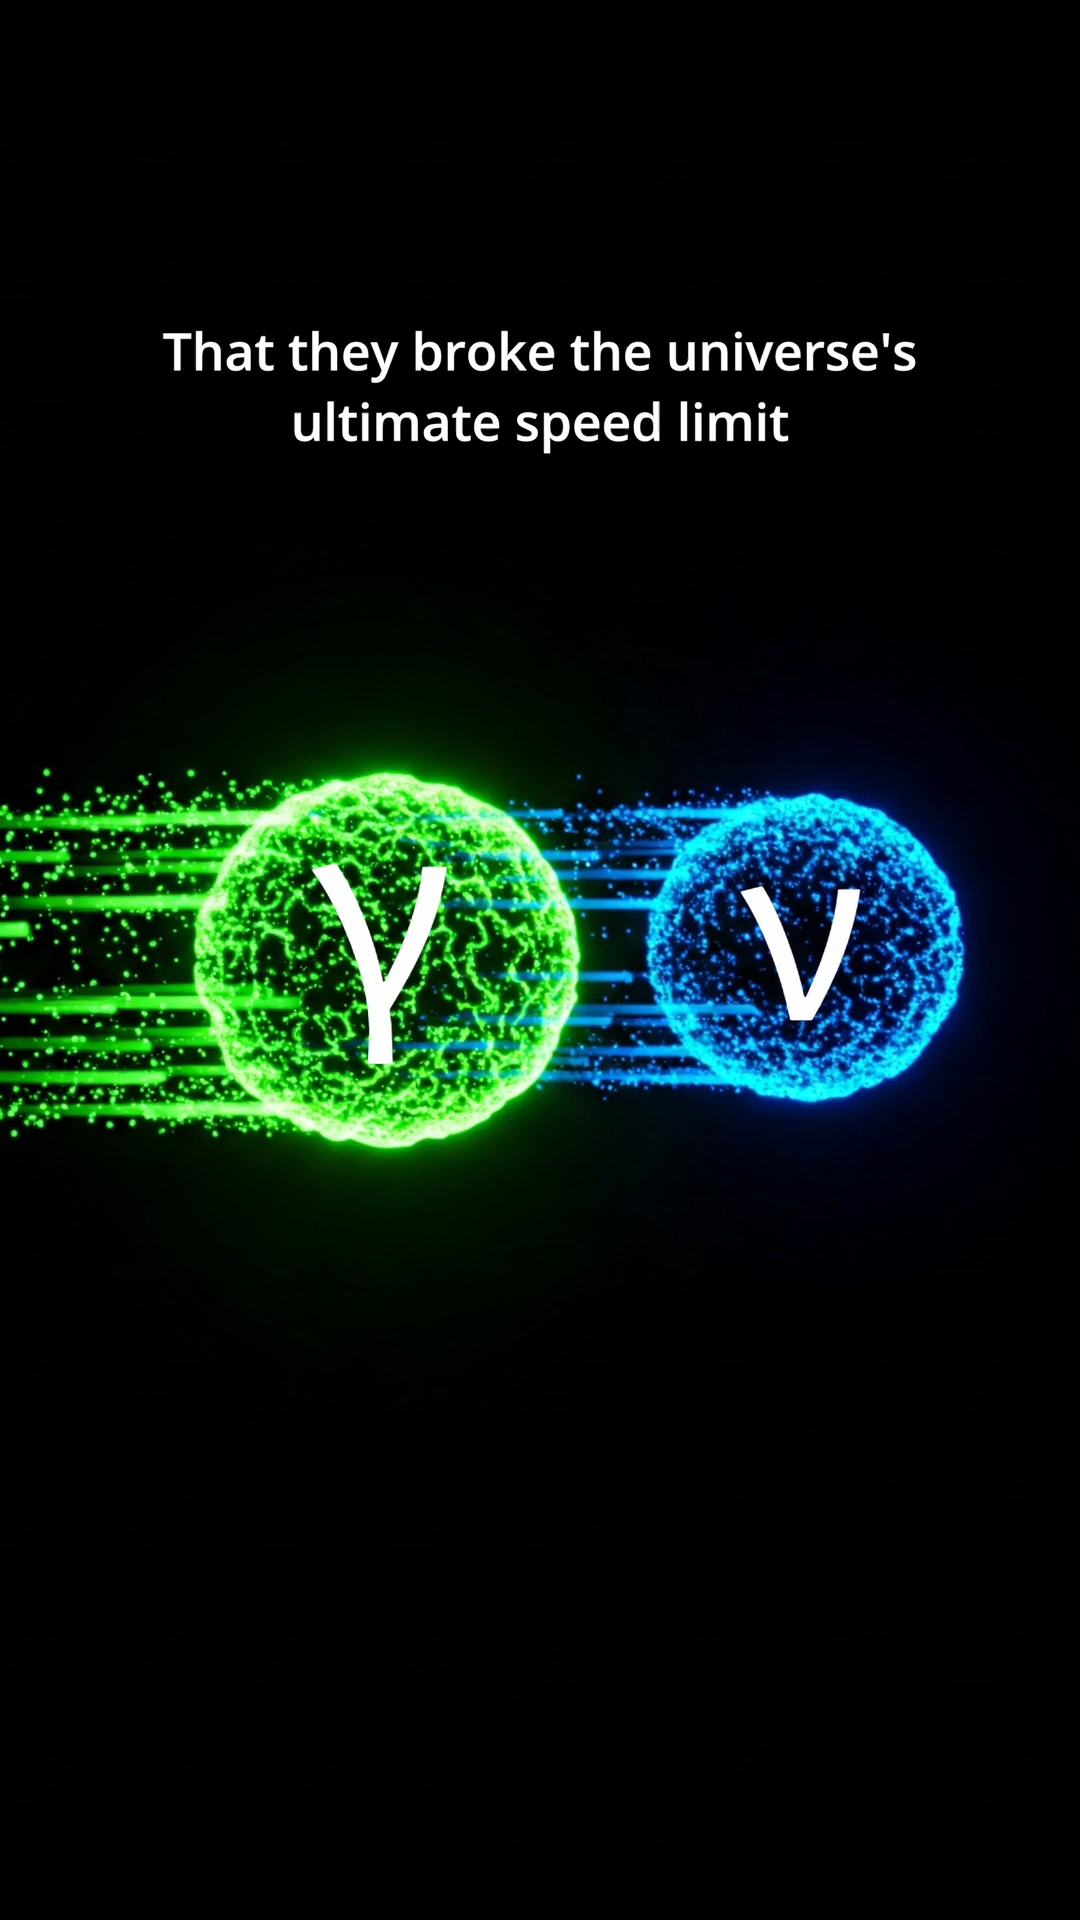 That they broke the universe's
ultimate speed limit
γ ν